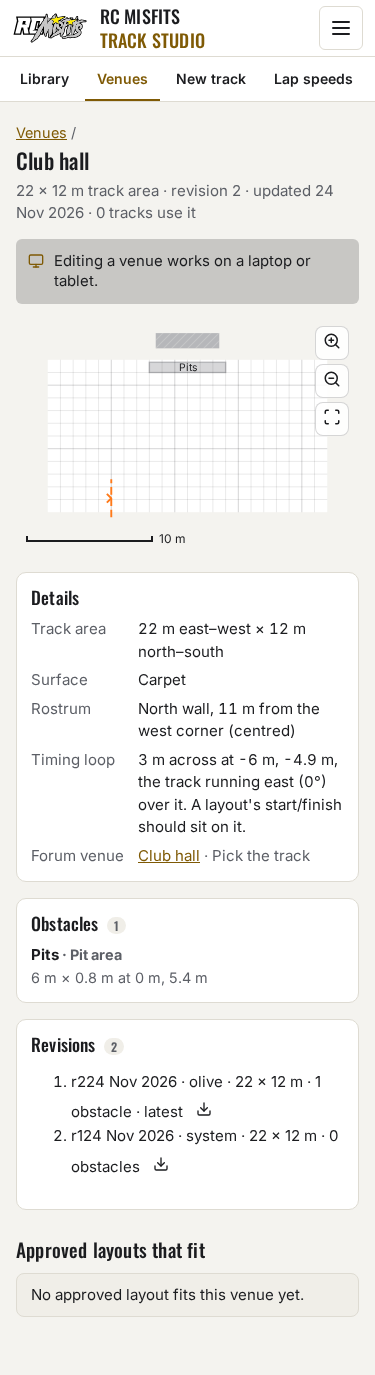 RC Misfits
RC MISFITS
TRACK STUDIO
Library
Venues
New track
Lap speeds
Venues /
Club hall
22 × 12 m track area · revision 2 · updated 24
Nov 2026 · 0 tracks use it
Editing a venue works on a laptop or
tablet.
Pits
10 m
Details
Track area
22 m east–west × 12 m
north–south
Surface
Carpet
Rostrum
North wall, 11 m from the
west corner (centred)
Timing loop
3 m across at -6 m, -4.9 m,
the track running east (0°)
over it. A layout's start/finish
should sit on it.
Forum venue
Club hall · Pick the track
Obstacles 1
Pits · Pit area
6 m × 0.8 m at 0 m, 5.4 m
Revisions 2
1. r224 Nov 2026 · olive · 22 × 12 m · 1
obstacle · latest
2. r124 Nov 2026 · system · 22 × 12 m · 0
obstacles
Approved layouts that fit
No approved layout fits this venue yet.